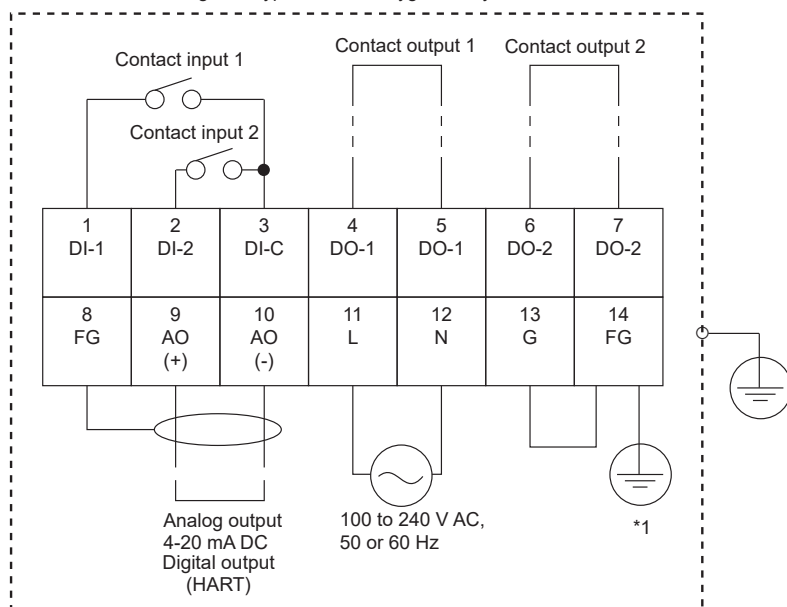 Contact input 1
Contact output 1
Contact output 2
Contact input 2
1
DI-1
2
DI-2
3
DI-C
4
DO-1
5
DO-1
6
DO-2
7
DO-2
8
FG
9
AO
(+)
10
AO
(-)
11
L
12
N
13
G
14
FG
Analog output
4-20 mA DC
Digital output
(HART)
100 to 240 V AC,
50 or 60 Hz
*1